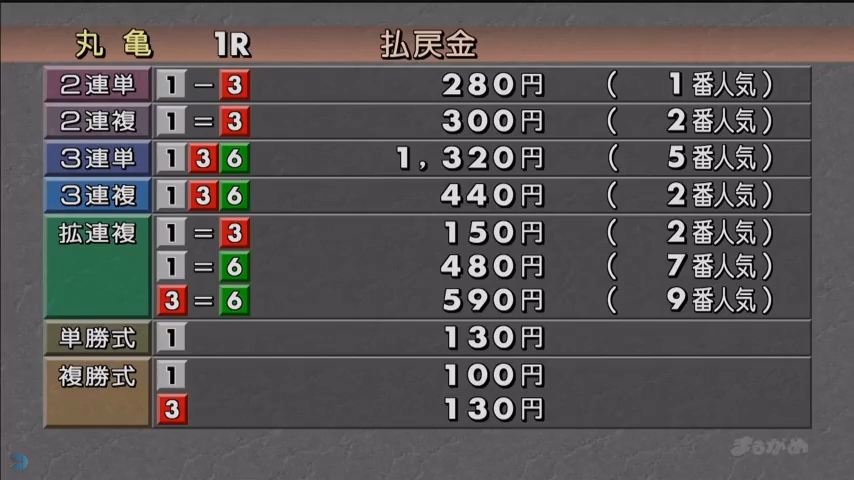 丸亀 1R 払戻金
2連単 1－3 280円 ( 1番人気)
2連複 1＝3 300円 ( 2番人気)
3連単 1 3 6 1,320円 ( 5番人気)
3連複 1 3 6 440円 ( 2番人気)
拡連複 1＝3 150円 ( 2番人気)
1＝6 480円 ( 7番人気)
3＝6 590円 ( 9番人気)
単勝式 1 130円
複勝式 1 100円
3 130円
まるがめ